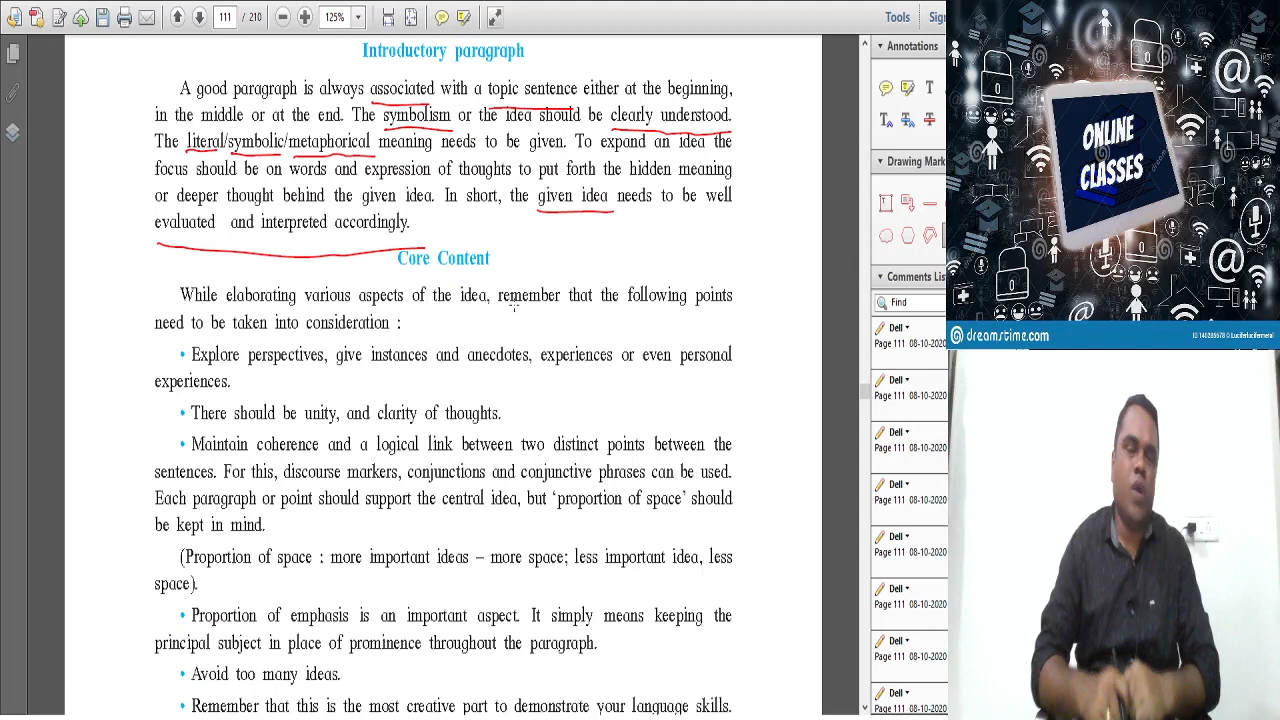 111 / 210
125%
Tools
Sign
Introductory paragraph
A good paragraph is always associated with a topic sentence either at the beginning,
in the middle or at the end. The symbolism or the idea should be clearly understood.
The literal/symbolic/metaphorical meaning needs to be given. To expand an idea the
focus should be on words and expression of thoughts to put forth the hidden meaning
or deeper thought behind the given idea. In short, the given idea needs to be well
evaluated and interpreted accordingly.
Core Content
While elaborating various aspects of the idea, remember that the following points
need to be taken into consideration :
• Explore perspectives, give instances and anecdotes, experiences or even personal
experiences.
• There should be unity, and clarity of thoughts.
• Maintain coherence and a logical link between two distinct points between the
sentences. For this, discourse markers, conjunctions and conjunctive phrases can be used.
Each paragraph or point should support the central idea, but ‘proportion of space’ should
be kept in mind.
(Proportion of space : more important ideas – more space; less important idea, less
space).
• Proportion of emphasis is an important aspect. It simply means keeping the
principal subject in place of prominence throughout the paragraph.
• Avoid too many ideas.
• Remember that this is the most creative part to demonstrate your language skills.
Annotations
Drawing Mark
Comments Lis
Find
Dell
Page 111 08-10-2020
Dell
Page 111 08-10-2020
Dell
Page 111 08-10-2020
Dell
Page 111 08-10-2020
Dell
Page 111 08-10-2020
Dell
Page 111 08-10-2020
Dell
Page 111 08-10-2020
Dell
Page 111 08-10-2020
ONLINE
CLASSES
dreamstime.com